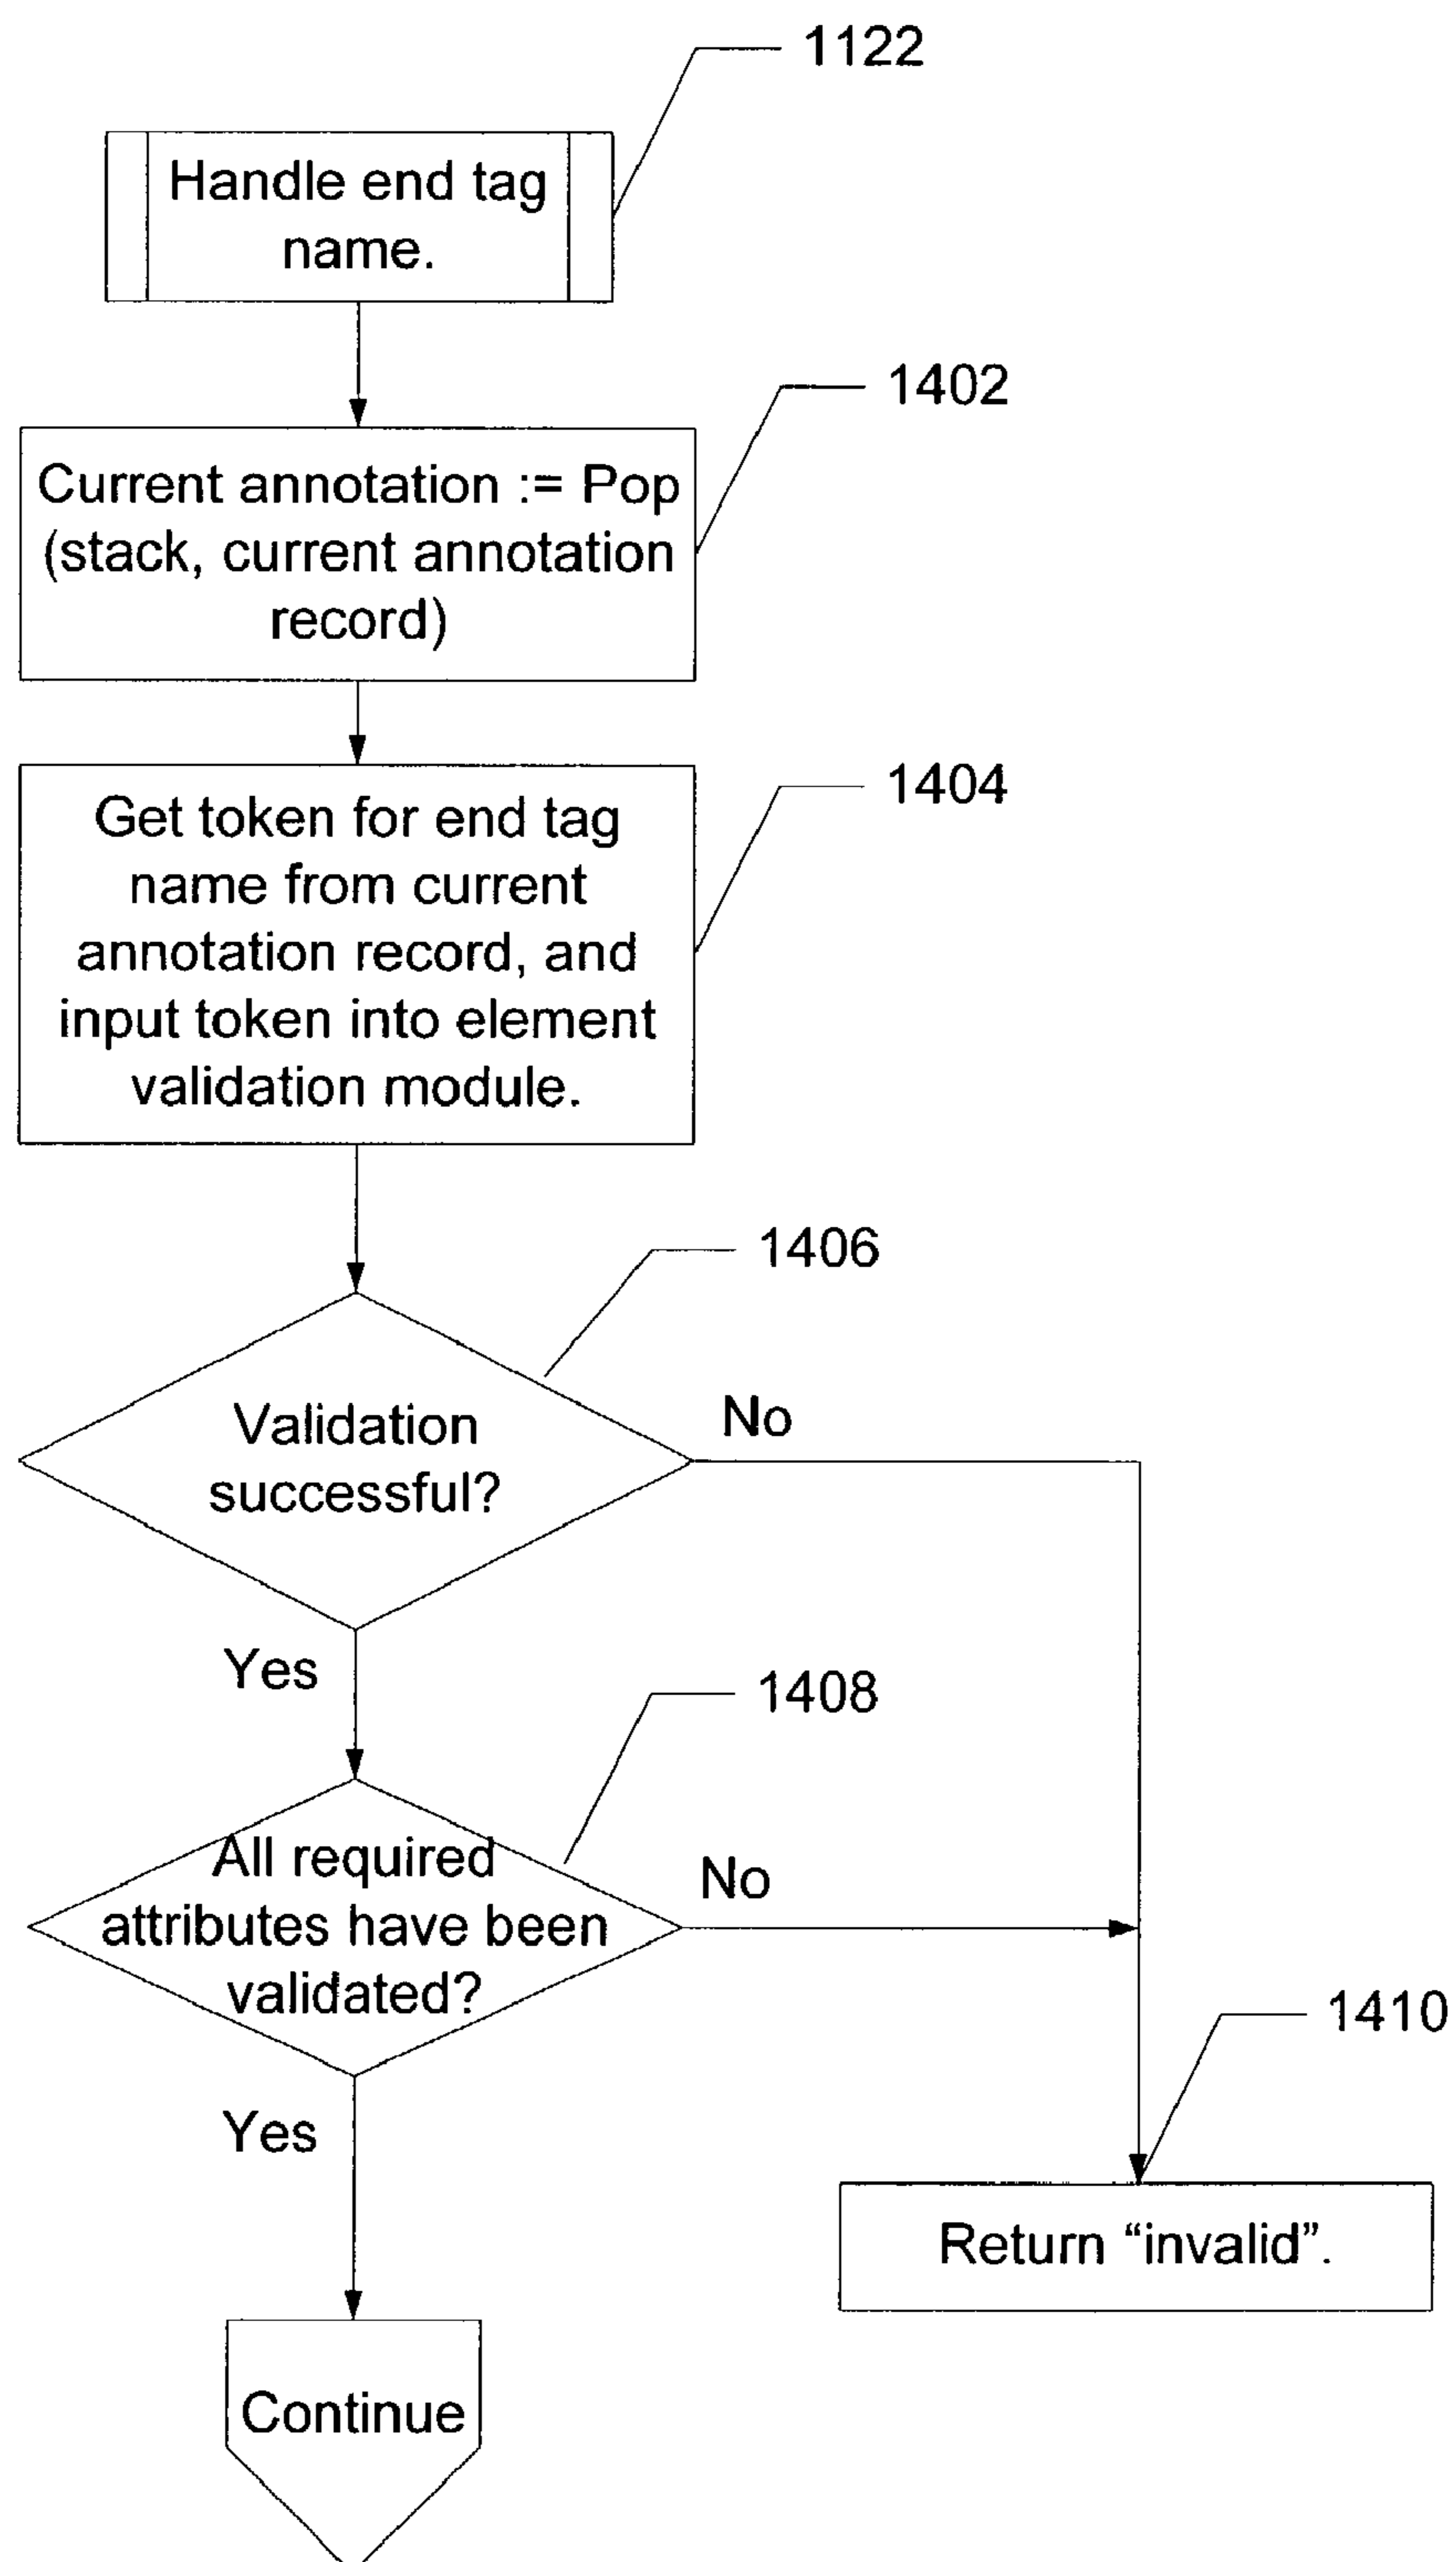 1122
Handle end tag
name.
1402
Current annotation := Pop
(stack, current annotation
record)
1404
Get token for end tag
name from current
annotation record, and
input token into element
validation module.
1406
Validation
successful?
No
Yes
1408
All required
attributes have been
validated?
No
1410
Yes
Return “invalid”.
Continue